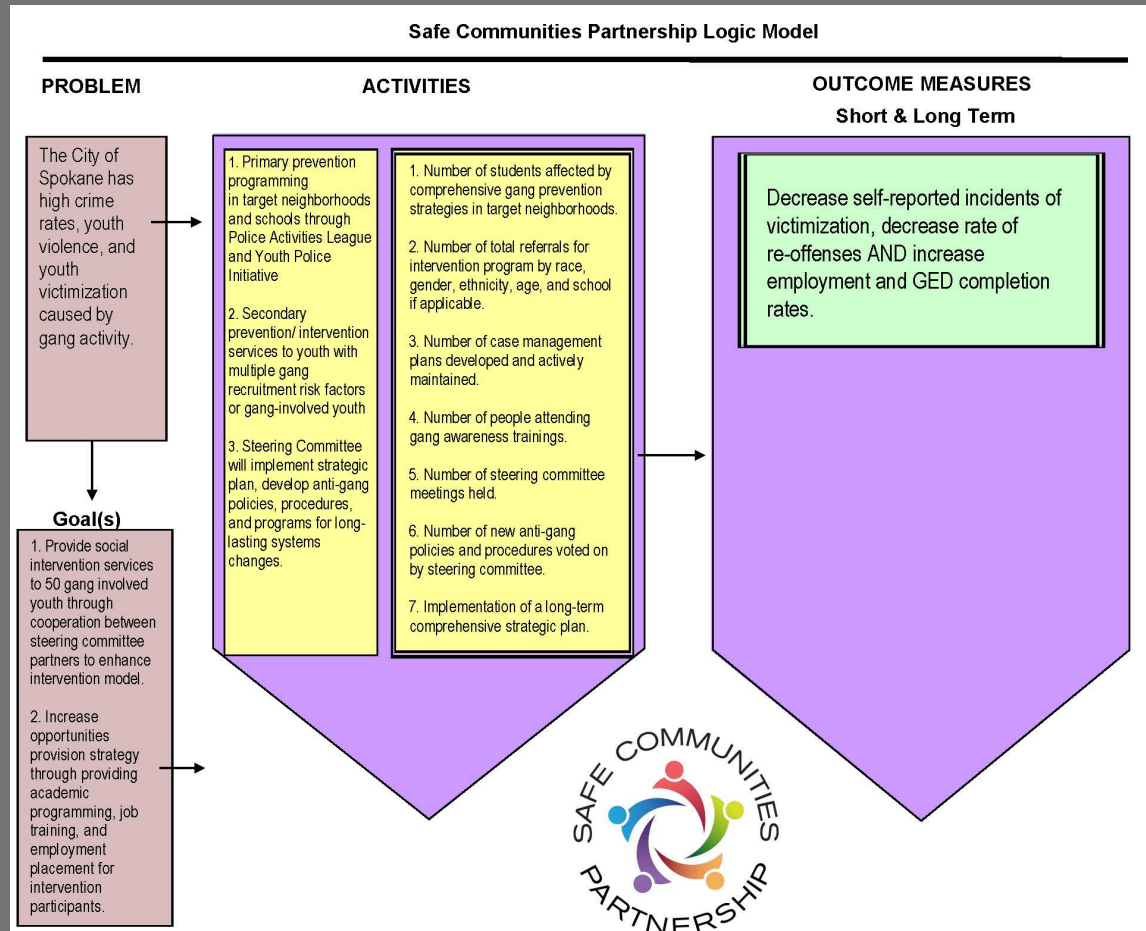 Safe Communities Partnership Logic Model
PROBLEM
ACTIVITIES
OUTCOME MEASURES
Short & Long Term
The City of
Spokane has
high crime
rates, youth
violence, and
youth
victimization
caused by
gang activity.
Goal(s)
1. Provide social
intervention services
to 50 gang involved
youth through
cooperation between
steering committee
partners to enhance
intervention model.
2. Increase
opportunities
provision strategy
through providing
academic
programming, job
training, and
employment
placement for
intervention
participants.
1. Primary prevention
programming
in target neighborhoods
and schools through
Police Activities League
and Youth Police
Initiative
2. Secondary
prevention/ intervention
services to youth with
multiple gang
recruitment risk factors
or gang-involved youth
3. Steering Committee
will implement strategic
plan, develop anti-gang
policies, procedures,
and programs for long-
lasting systems
changes.
1. Number of students affected by
comprehensive gang prevention
strategies in target neighborhoods.
2. Number of total referrals for
intervention program by race,
gender, ethnicity, age, and school
if applicable.
3. Number of case management
plans developed and actively
maintained.
4. Number of people attending
gang awareness trainings.
5. Number of steering committee
meetings held.
6. Number of new anti-gang
policies and procedures voted on
by steering committee.
7. Implementation of a long-term
comprehensive strategic plan.
Decrease self-reported incidents of
victimization, decrease rate of
re-offenses AND increase
employment and GED completion
rates.
SAFE COMMUNITIES
PARTNERSHIP